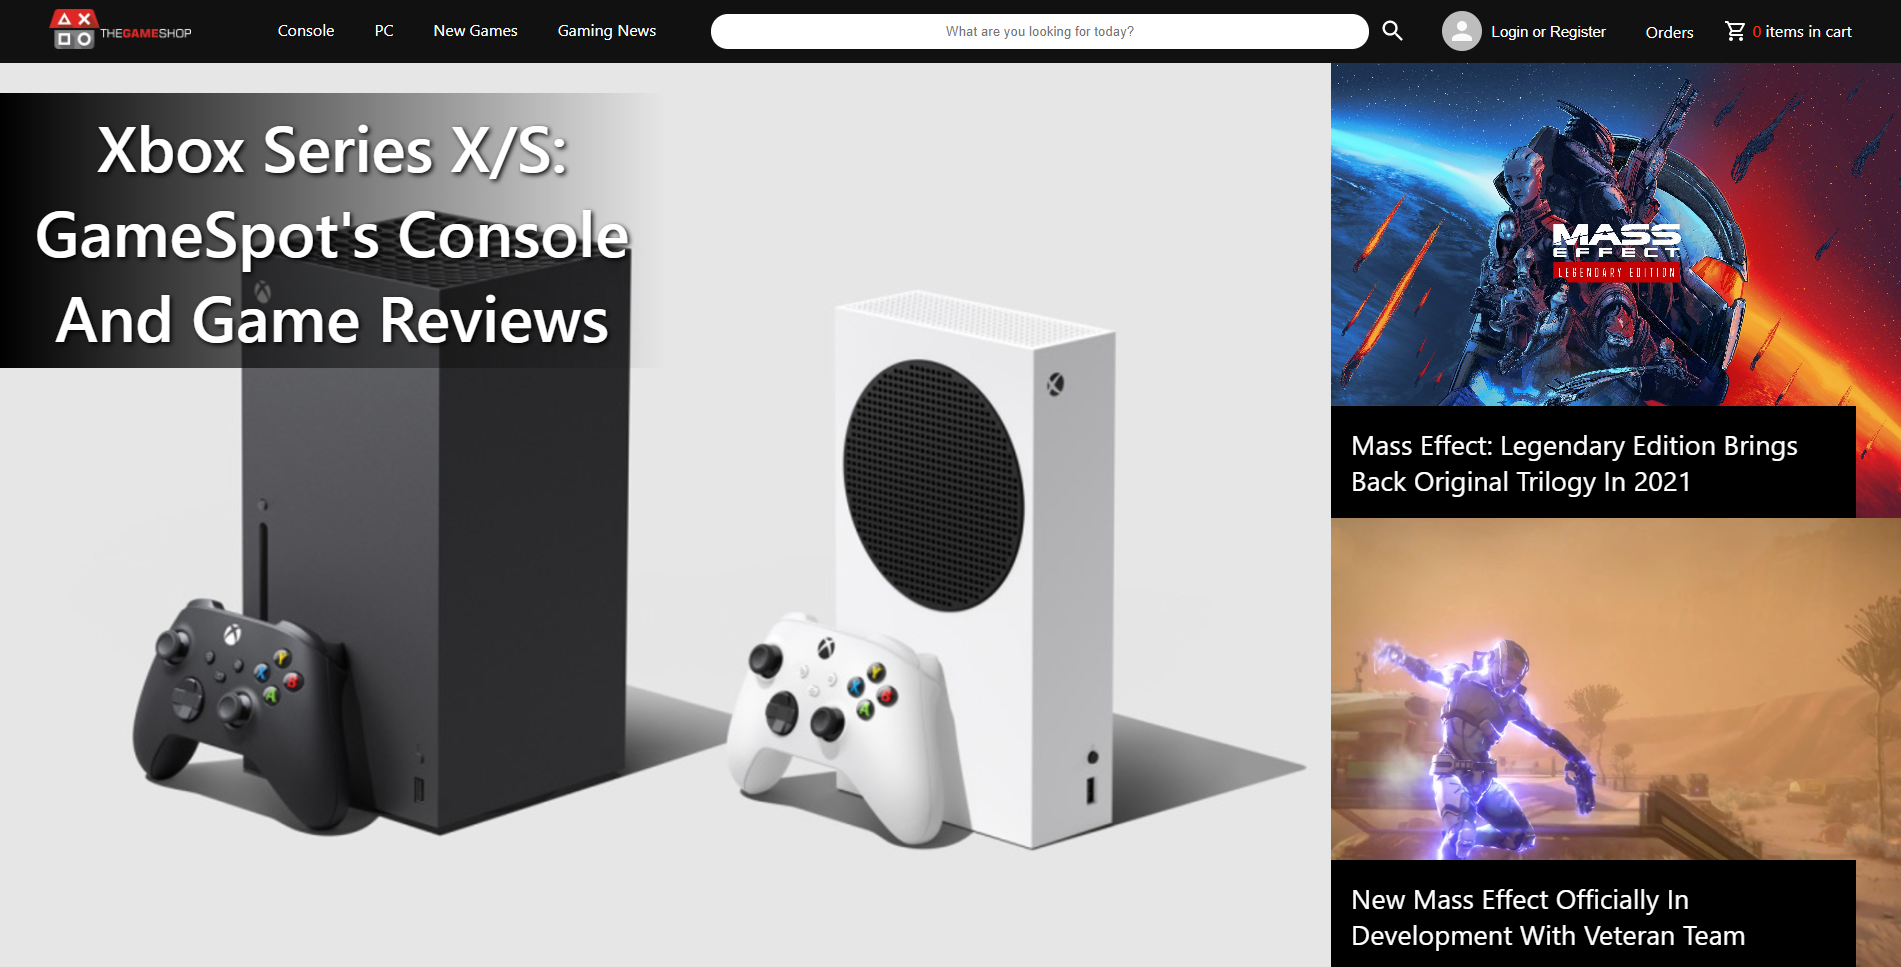 THEGAMESHOP
Console
PC
New Games
Gaming News
What are you looking for today?
Login or Register
Orders
0 items in cart
Xbox Series X/S:
GameSpot's Console
And Game Reviews
MASS
EFFECT
LEGENDARY EDITION
Mass Effect: Legendary Edition Brings
Back Original Trilogy In 2021
New Mass Effect Officially In
Development With Veteran Team
Y
X
B
A
Y
X
B
A